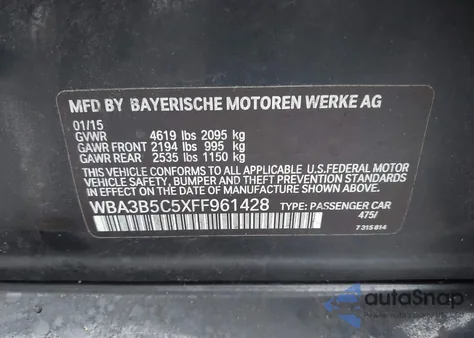 MFD BY BAYERISCHE MOTOREN WERKE AG
01/15
GVWR 4619 lbs 2095 kg
GAWR FRONT 2194 lbs 995 kg
GAWR REAR 2535 lbs 1150 kg
THIS VEHICLE CONFORMS TO ALL APPLICABLE U.S.FEDERAL MOTOR
VEHICLE SAFETY BUMPER, AND THEFT PREVENTION STANDARDS
IN EFFECT ON THE DATE OF MANUFACTURE SHOWN ABOVE.
WBA3B5C5XFF961428 TYPE: PASSENGER CAR
475/
7 315 814
autoSnap